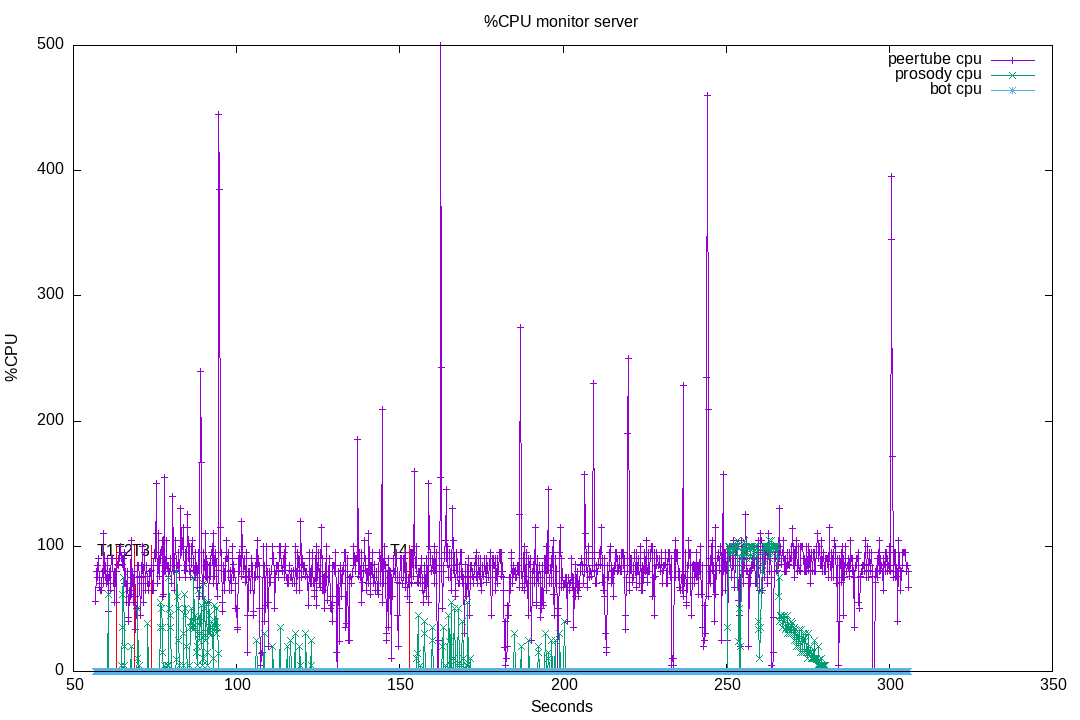 %CPU monitor server
peertube cpu
prosody cpu
bot cpu
500
400
300
200
100
0
%CPU
T1T2T3
T4
50 100 150 200 250 300 350
Seconds